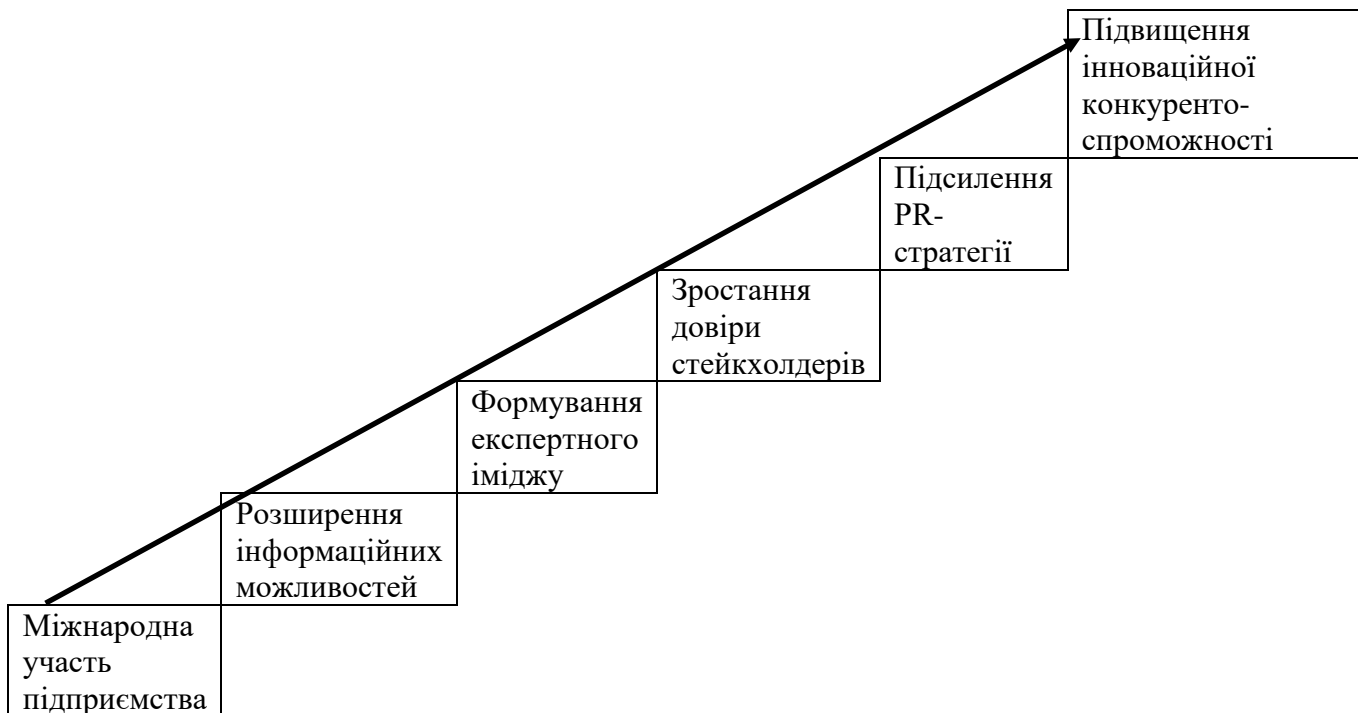 Підвищення
інноваційної
конкуренто-
спроможності
Підсилення
PR-
стратегії
Зростання
довіри
стейкхолдерів
Формування
експертного
іміджу
Розширення
інформаційних
можливостей
Міжнародна
участь
підприємства